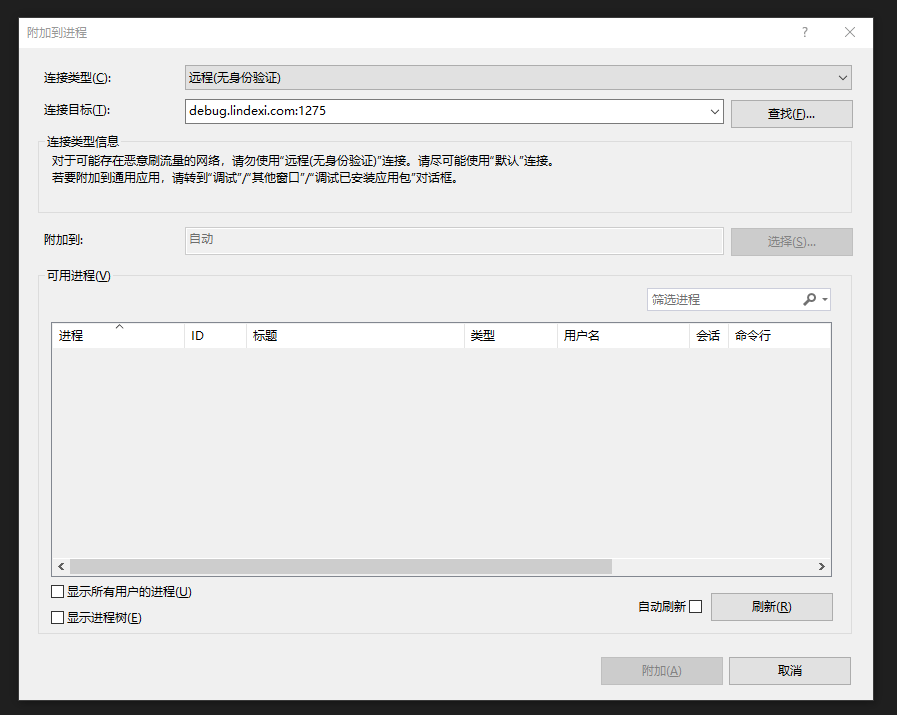 附加到进程
?
连接类型(C):
远程(无身份验证)
连接目标(T):
debug.lindexi.com:1275
查找(F)...
连接类型信息
对于可能存在恶意刷流量的网络，请勿使用“远程(无身份验证)”连接。请尽可能使用“默认”连接。
若要附加到通用应用，请转到“调试”/“其他窗口”/“调试已安装应用包”对话框。
附加到:
自动
选择(S)...
可用进程(V)
筛选进程
进程 ID 标题 类型 用户名 会话 命令行
显示所有用户的进程(U)
自动刷新
刷新(R)
显示进程树(E)
附加(A)
取消